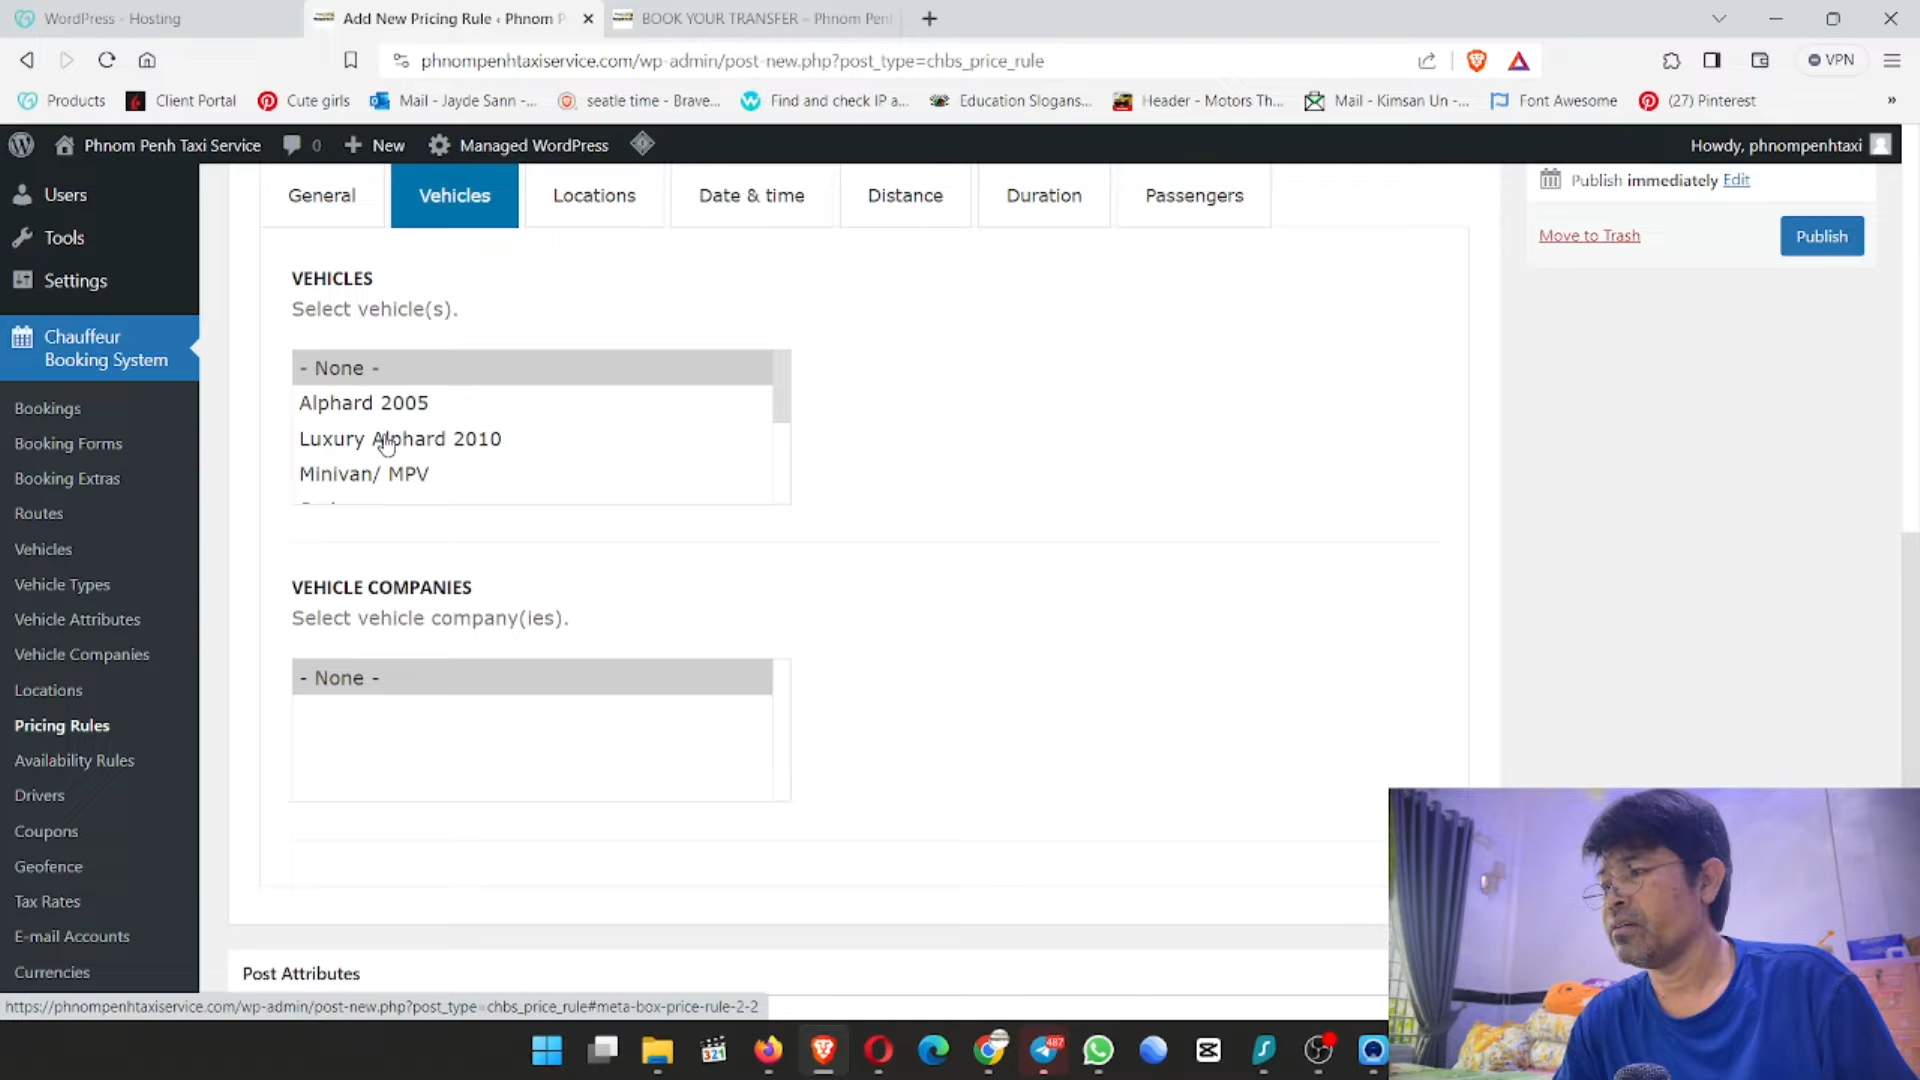 WordPress - Hosting
Add New Pricing Rule ‹ Phnom P
BOOK YOUR TRANSFER – Phnom Penh
phnompenhtaxiservice.com/wp-admin/post-new.php?post_type=chbs_price_rule
VPN
Products
Client Portal
Cute girls
Mail - Jayde Sann -...
seatle time - Brave...
Find and check IP a...
Education Slogans...
Header - Motors Th...
Mail - Kimsan Un -...
Font Awesome
(27) Pinterest
»
Phnom Penh Taxi Service
0
New
Managed WordPress
Howdy, phnompenhtaxi
Users
Tools
Settings
Chauffeur
Booking System
Bookings
Booking Forms
Booking Extras
Routes
Vehicles
Vehicle Types
Vehicle Attributes
Vehicle Companies
Locations
Pricing Rules
Availability Rules
Drivers
Coupons
Geofence
Tax Rates
E-mail Accounts
Currencies
General
Vehicles
Locations
Date & time
Distance
Duration
Passengers
VEHICLES
Select vehicle(s).
- None -
Alphard 2005
Luxury Alphard 2010
Minivan/ MPV
VEHICLE COMPANIES
Select vehicle company(ies).
- None -
Post Attributes
Publish immediately Edit
Move to Trash
Publish
https://phnompenhtaxiservice.com/wp-admin/post-new.php?post_type=chbs_price_rule#meta-box-price-rule-2-2
321
487